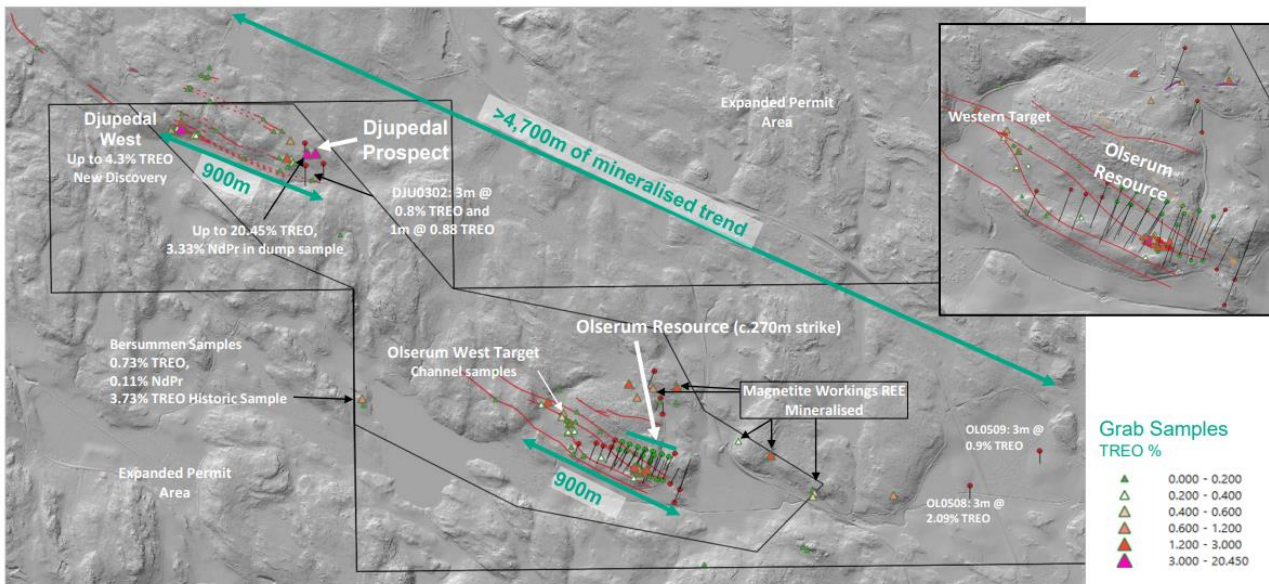 Djupedal
West
Up to 4.3% TREO
New Discovery
900m
Djupedal
Prospect
DJU0302: 3m @
0.8% TREO and
1m @ 0.88 TREO
Up to 20.45% TREO,
3.33% NdPr in dump sample
>4,700m of mineralised trend
Expanded Permit
Area
Western Target
Olserum
Resource
Bersummen Samples
0.73% TREO,
0.11% NdPr
3.73% TREO Historic Sample
Olserum Resource (c.270m strike)
Olserum West Target
Channel samples
Magnetite Workings REE
Mineralised
900m
OL0509: 3m @
0.9% TREO
OL0508: 3m @
2.09% TREO
Expanded Permit
Area
Grab Samples
TREO %
0.000 - 0.200
0.200 - 0.400
0.400 - 0.600
0.600 - 1.200
1.200 - 3.000
3.000 - 20.450